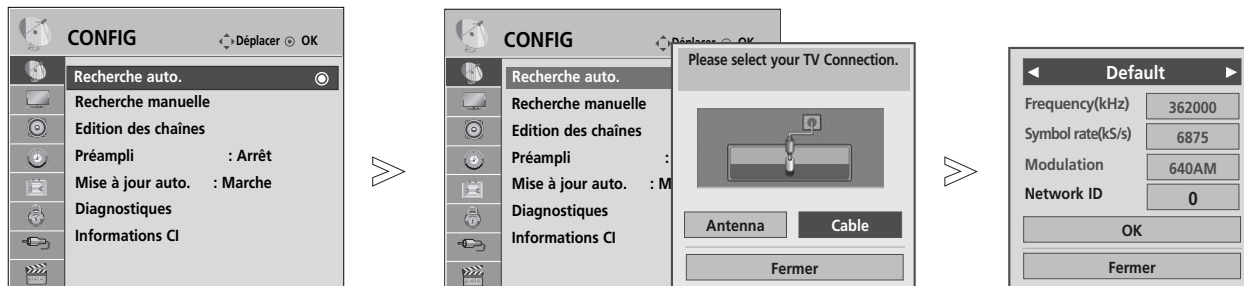 CONFIG
Déplacer OK
Recherche auto.
Recherche manuelle
Edition des chaînes
Préampli : Arrêt
Mise à jour auto. : Marche
Diagnostiques
Informations CI
CONFIG
Déplacer OK
Recherche auto.
Recherche manuelle
Edition des chaînes
Préampli :
Mise à jour auto. : M
Diagnostiques
Informations CI
Please select your TV Connection.
Antenna Cable
Fermer
Default
Frequency(kHz) 362000
Symbol rate(kS/s) 6875
Modulation 640AM
Network ID 0
OK
Fermer